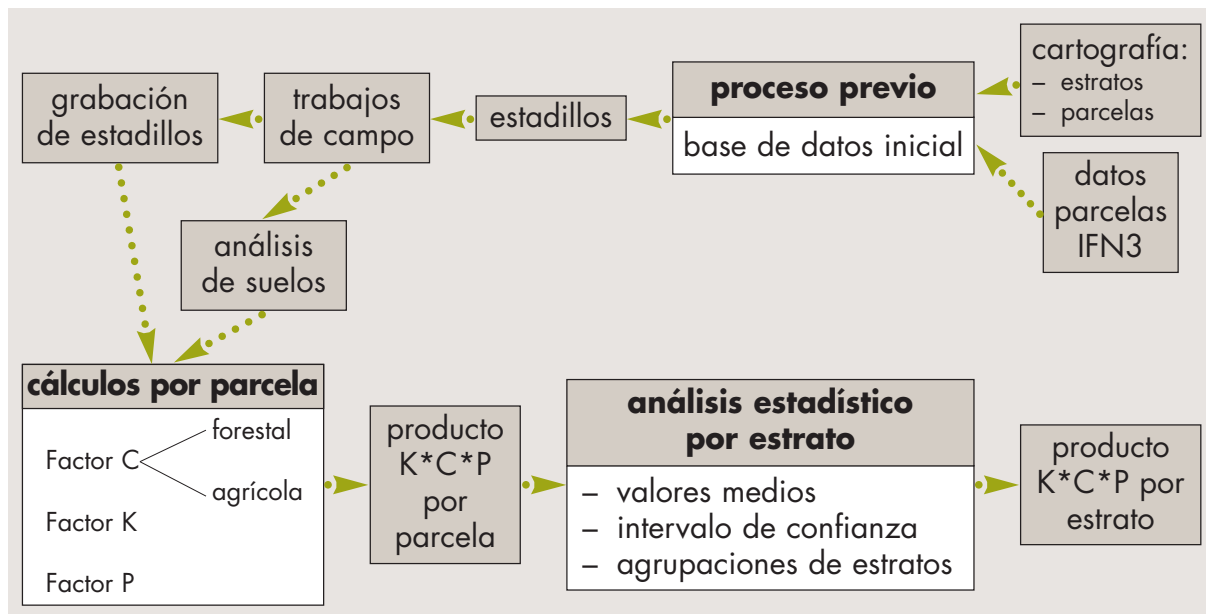 cartografía:
– estratos
– parcelas
datos
parcelas
IFN3
proceso previo
base de datos inicial
estadillos
trabajos
de campo
grabación
de estadillos
análisis
de suelos
cálculos por parcela
Factor C
forestal
agrícola
Factor K
Factor P
producto
K*C*P
por
parcela
análisis estadístico
por estrato
– valores medios
– intervalo de confianza
– agrupaciones de estratos
producto
K*C*P por
estrato